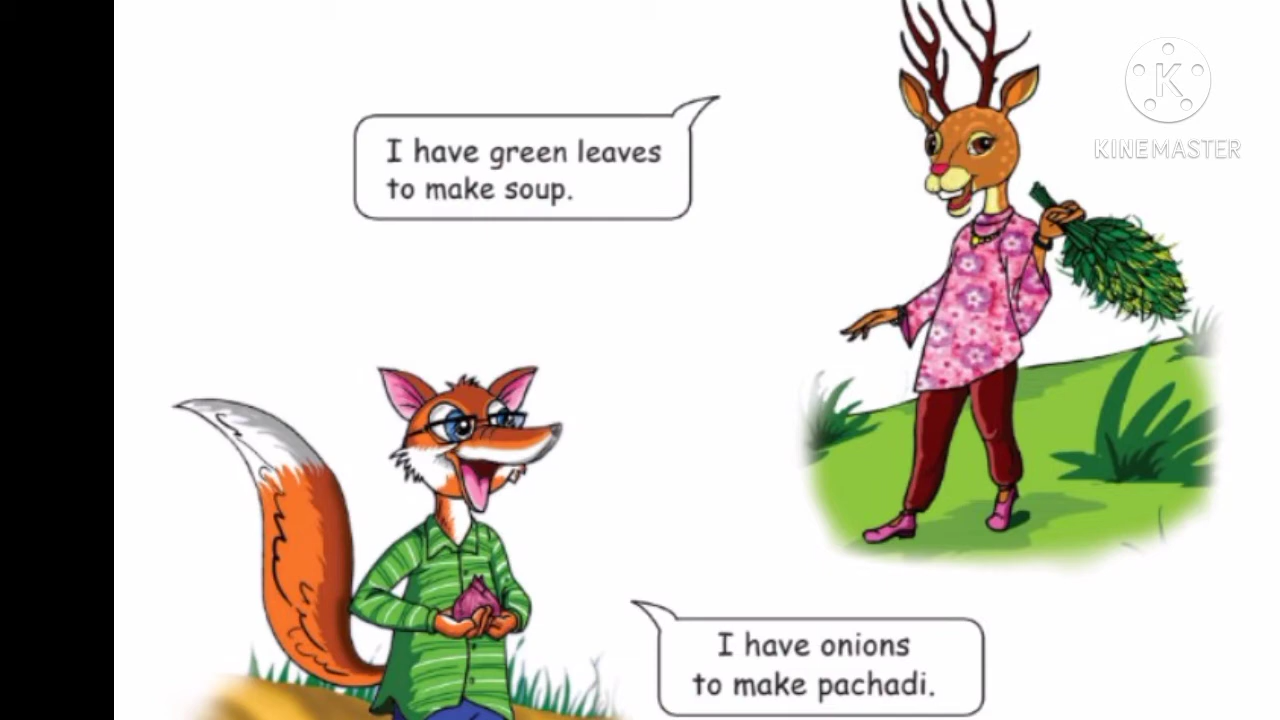 I have green leaves
to make soup.
K
KINEMASTER
I have onions
to make pachadi.